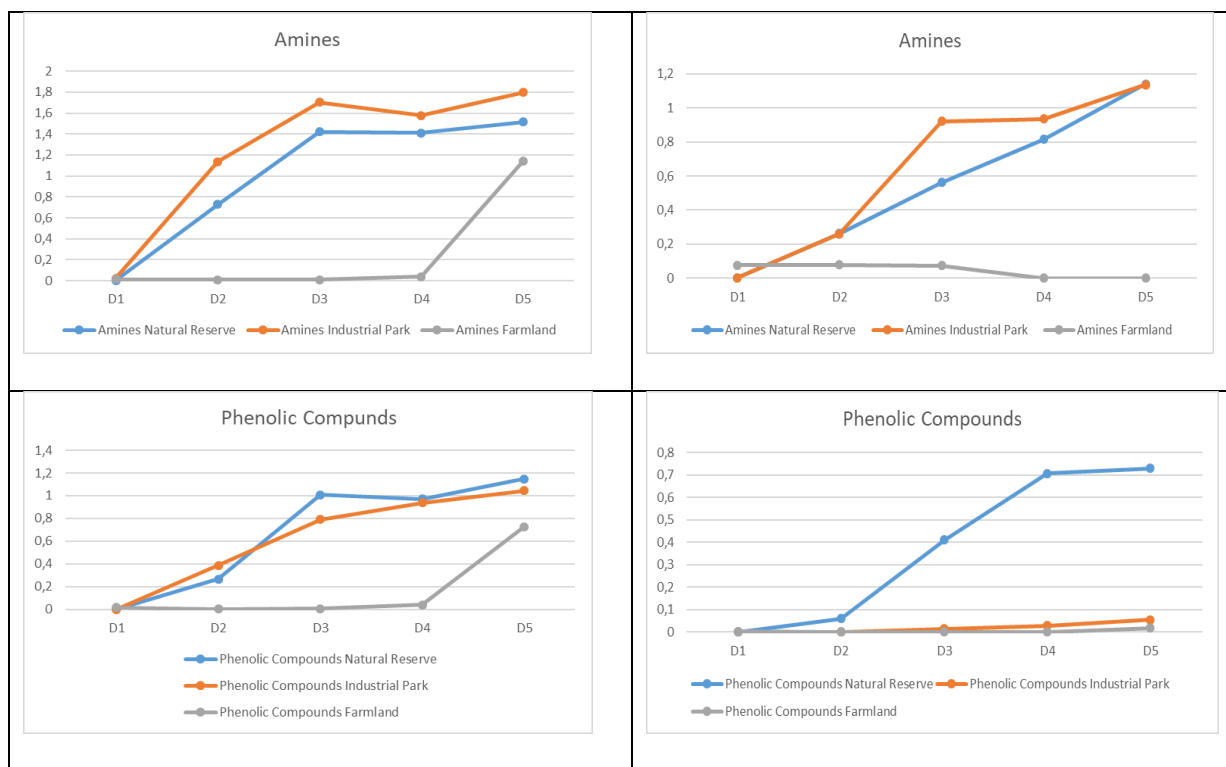 Amines
2
1,8
1,6
1,4
1,2
1
0,8
0,6
0,4
0,2
0
D1 D2 D3 D4 D5
Amines Natural Reserve Amines Industrial Park Amines Farmland
Amines
1,2
1
0,8
0,6
0,4
0,2
0
D1 D2 D3 D4 D5
Amines Natural Reserve Amines Industrial Park Amines Farmland
Phenolic Compunds
1,4
1,2
1
0,8
0,6
0,4
0,2
0
D1 D2 D3 D4 D5
Phenolic Compounds Natural Reserve
Phenolic Compounds Industrial Park
Phenolic Compounds Farmland
Phenolic Compounds
0,8
0,7
0,6
0,5
0,4
0,3
0,2
0,1
0
D1 D2 D3 D4 D5
Phenolic Compounds Natural Reserve Phenolic Compounds Industrial Park
Phenolic Compounds Farmland